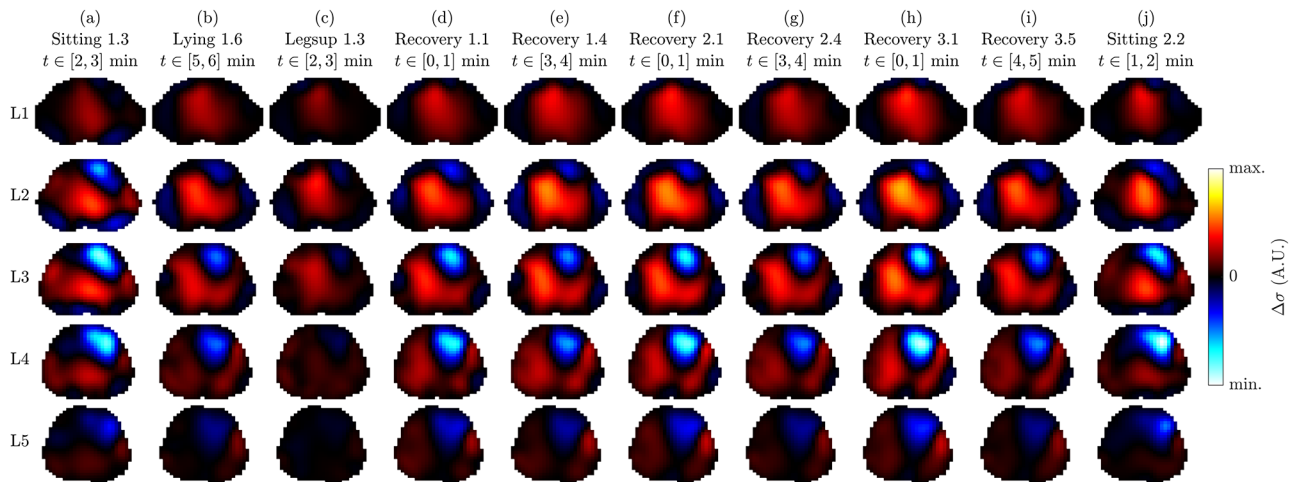 (a) (b) (c) (d) (e) (f) (g) (h) (i) (j)
Sitting 1.3 Lying 1.6 Legsup 1.3 Recovery 1.1 Recovery 1.4 Recovery 2.1 Recovery 2.4 Recovery 3.1 Recovery 3.5 Sitting 2.2
t ∈ [2, 3] min t ∈ [5, 6] min t ∈ [2, 3] min t ∈ [0, 1] min t ∈ [3, 4] min t ∈ [0, 1] min t ∈ [3, 4] min t ∈ [0, 1] min t ∈ [4, 5] min t ∈ [1, 2] min
L1
L2
L3
L4
L5
max.
0
min.
Δσ (A.U.)